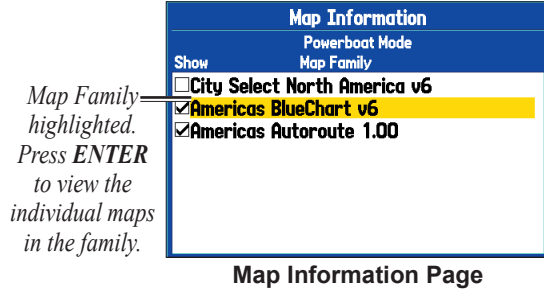 Map Information
Powerboat Mode
Show Map Family
City Select North America v6
Americas BlueChart v6
Americas Autoroute 1.00
Map Family
highlighted.
Press ENTER
to view the
individual maps
in the family.
Map Information Page